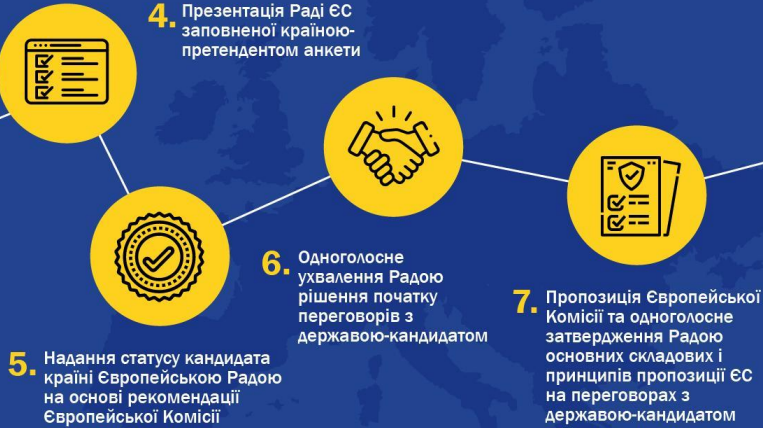 4. Презентація Раді ЄС
заповненої країною-
претендентом анкети
5. Надання статусу кандидата
країні Європейською Радою
на основі рекомендації
Європейської Комісії
6. Одноголосне
ухвалення Радою
рішення початку
переговорів з
державою-кандидатом
7. Пропозиція Європейської
Комісії та одноголосне
затвердження Радою
основних складових і
принципів пропозиції ЄС
на переговорах з
державою-кандидатом